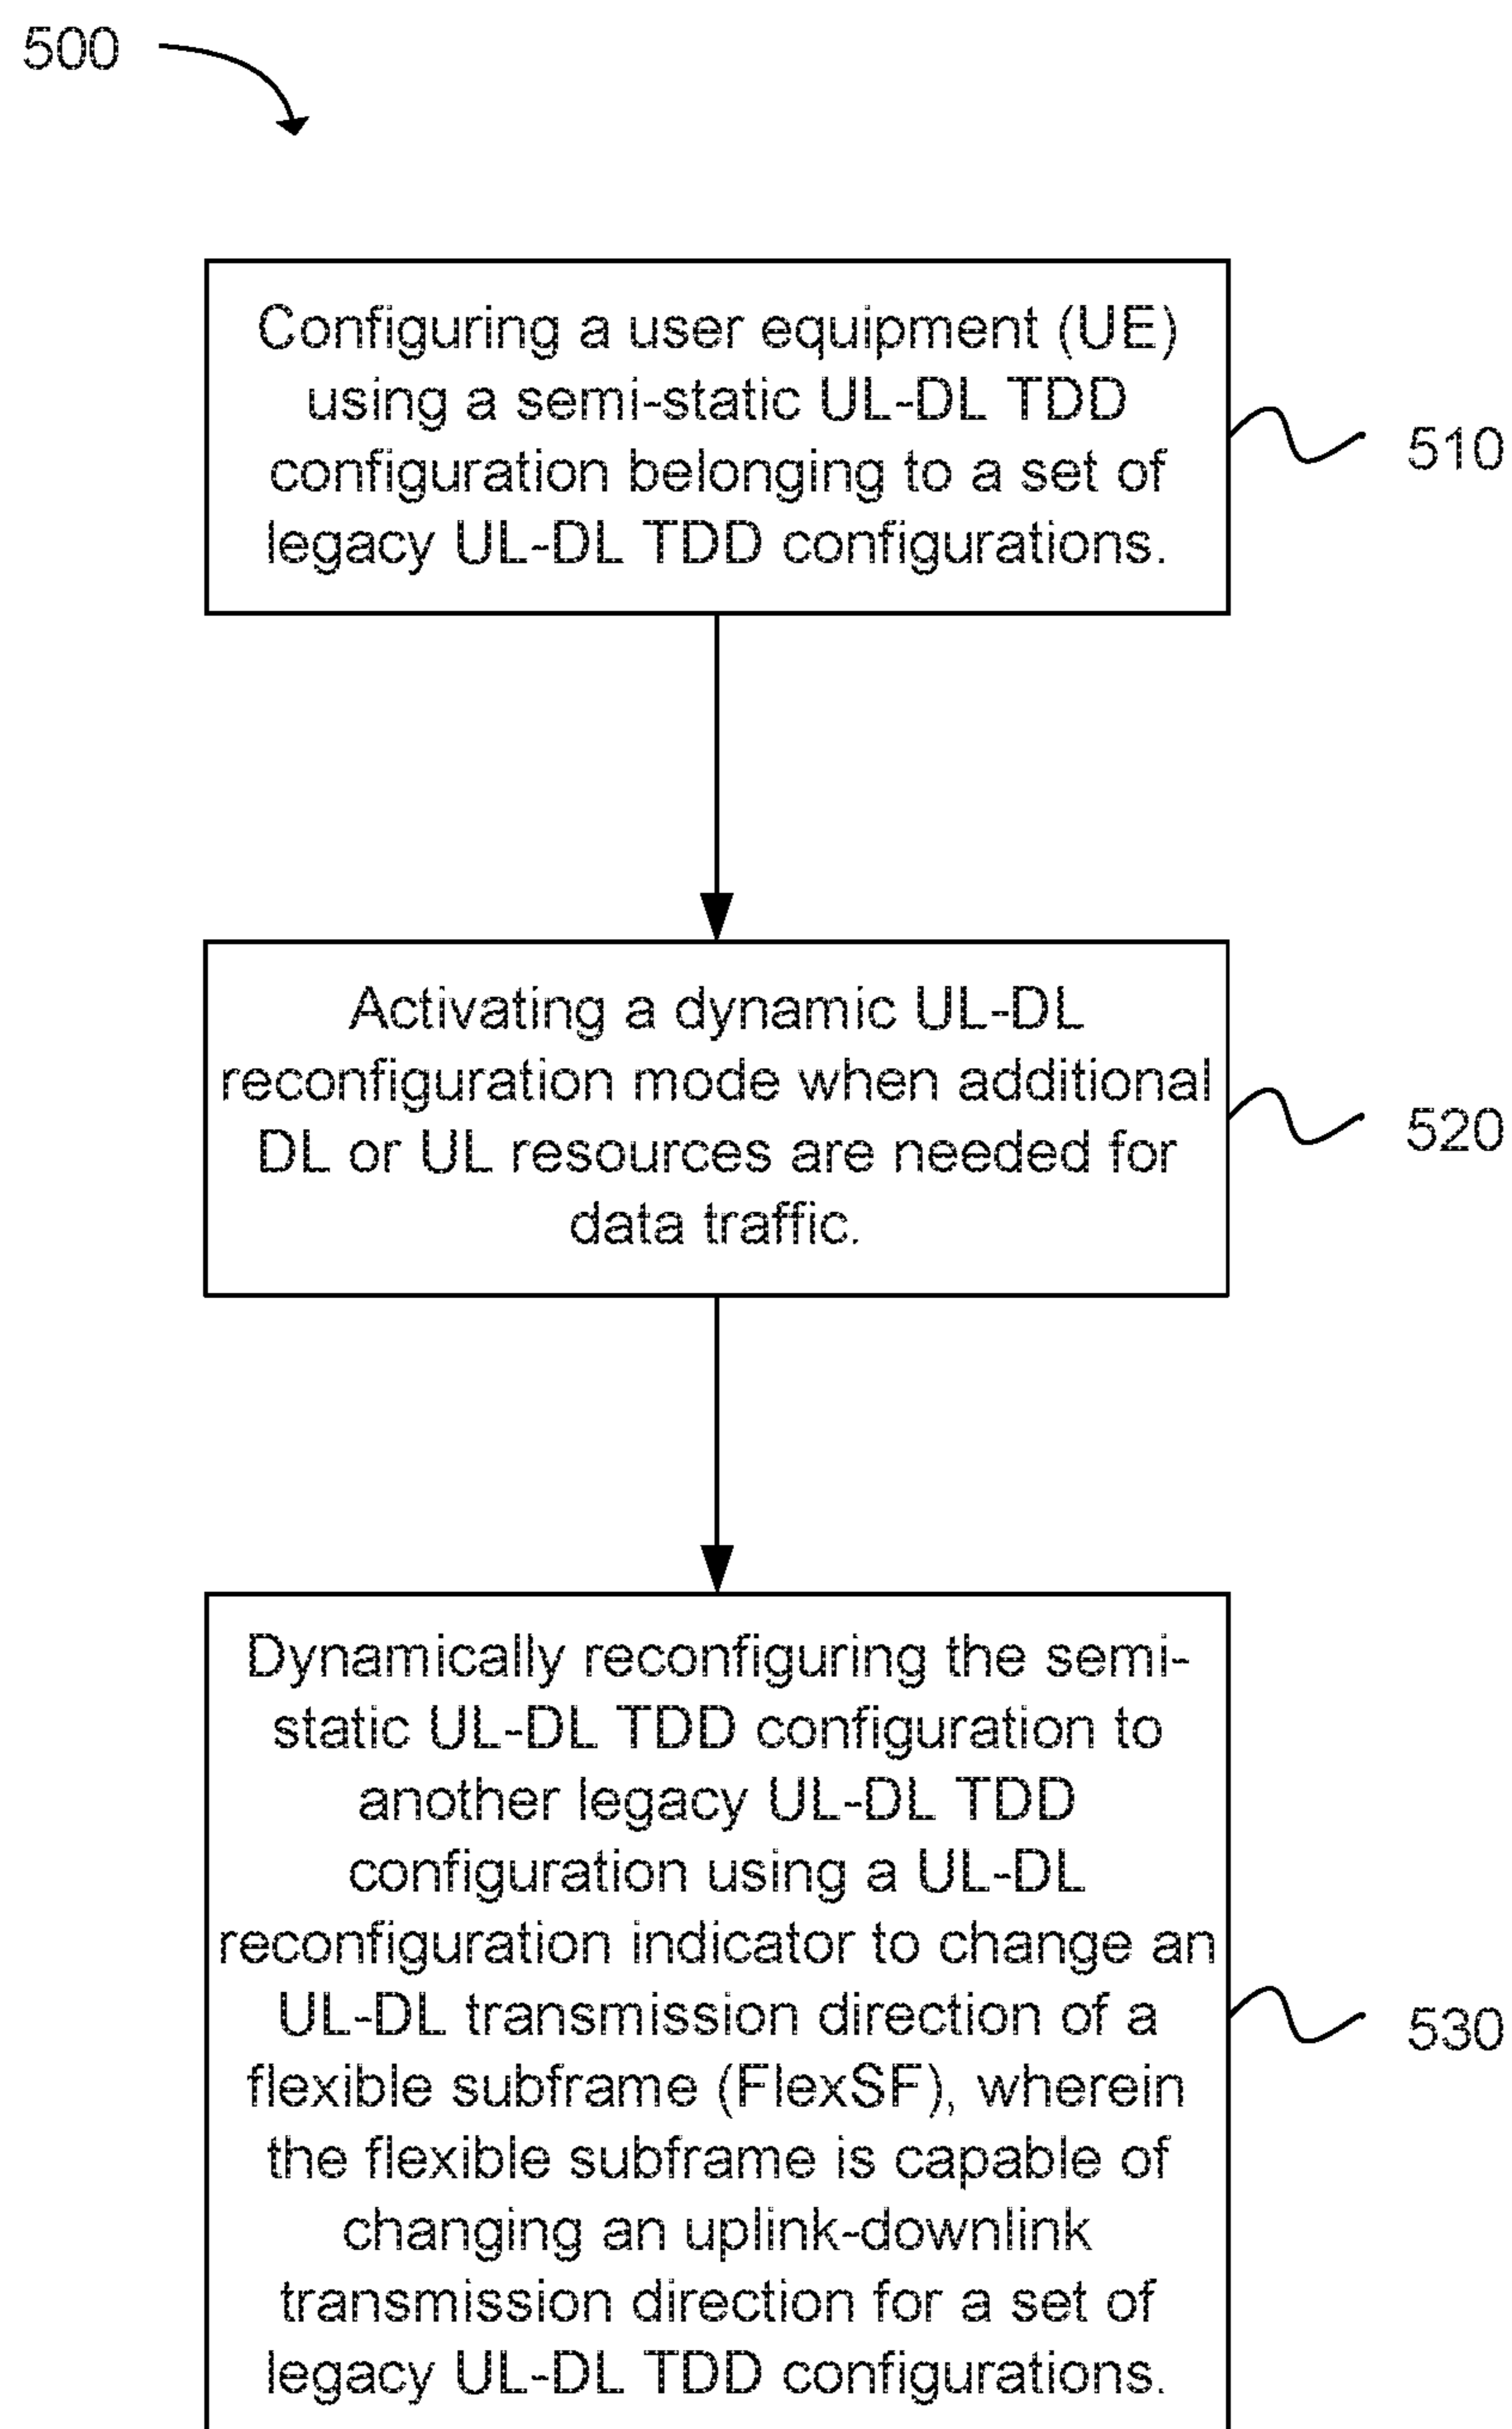 500
Configuring a user equipment (UE)
using a semi-static UL-DL TDD
configuration belonging to a set of
legacy UL-DL TDD configurations.
510
Activating a dynamic UL-DL
reconfiguration mode when additional
DL or UL resources are needed for
data traffic.
520
Dynamically reconfiguring the semi-
static UL-DL TDD configuration to
another legacy UL-DL TDD
configuration using a UL-DL
reconfiguration indicator to change an
UL-DL transmission direction of a
flexible subframe (FlexSF), wherein
the flexible subframe is capable of
changing an uplink-downlink
transmission direction for a set of
legacy UL-DL TDD configurations.
530